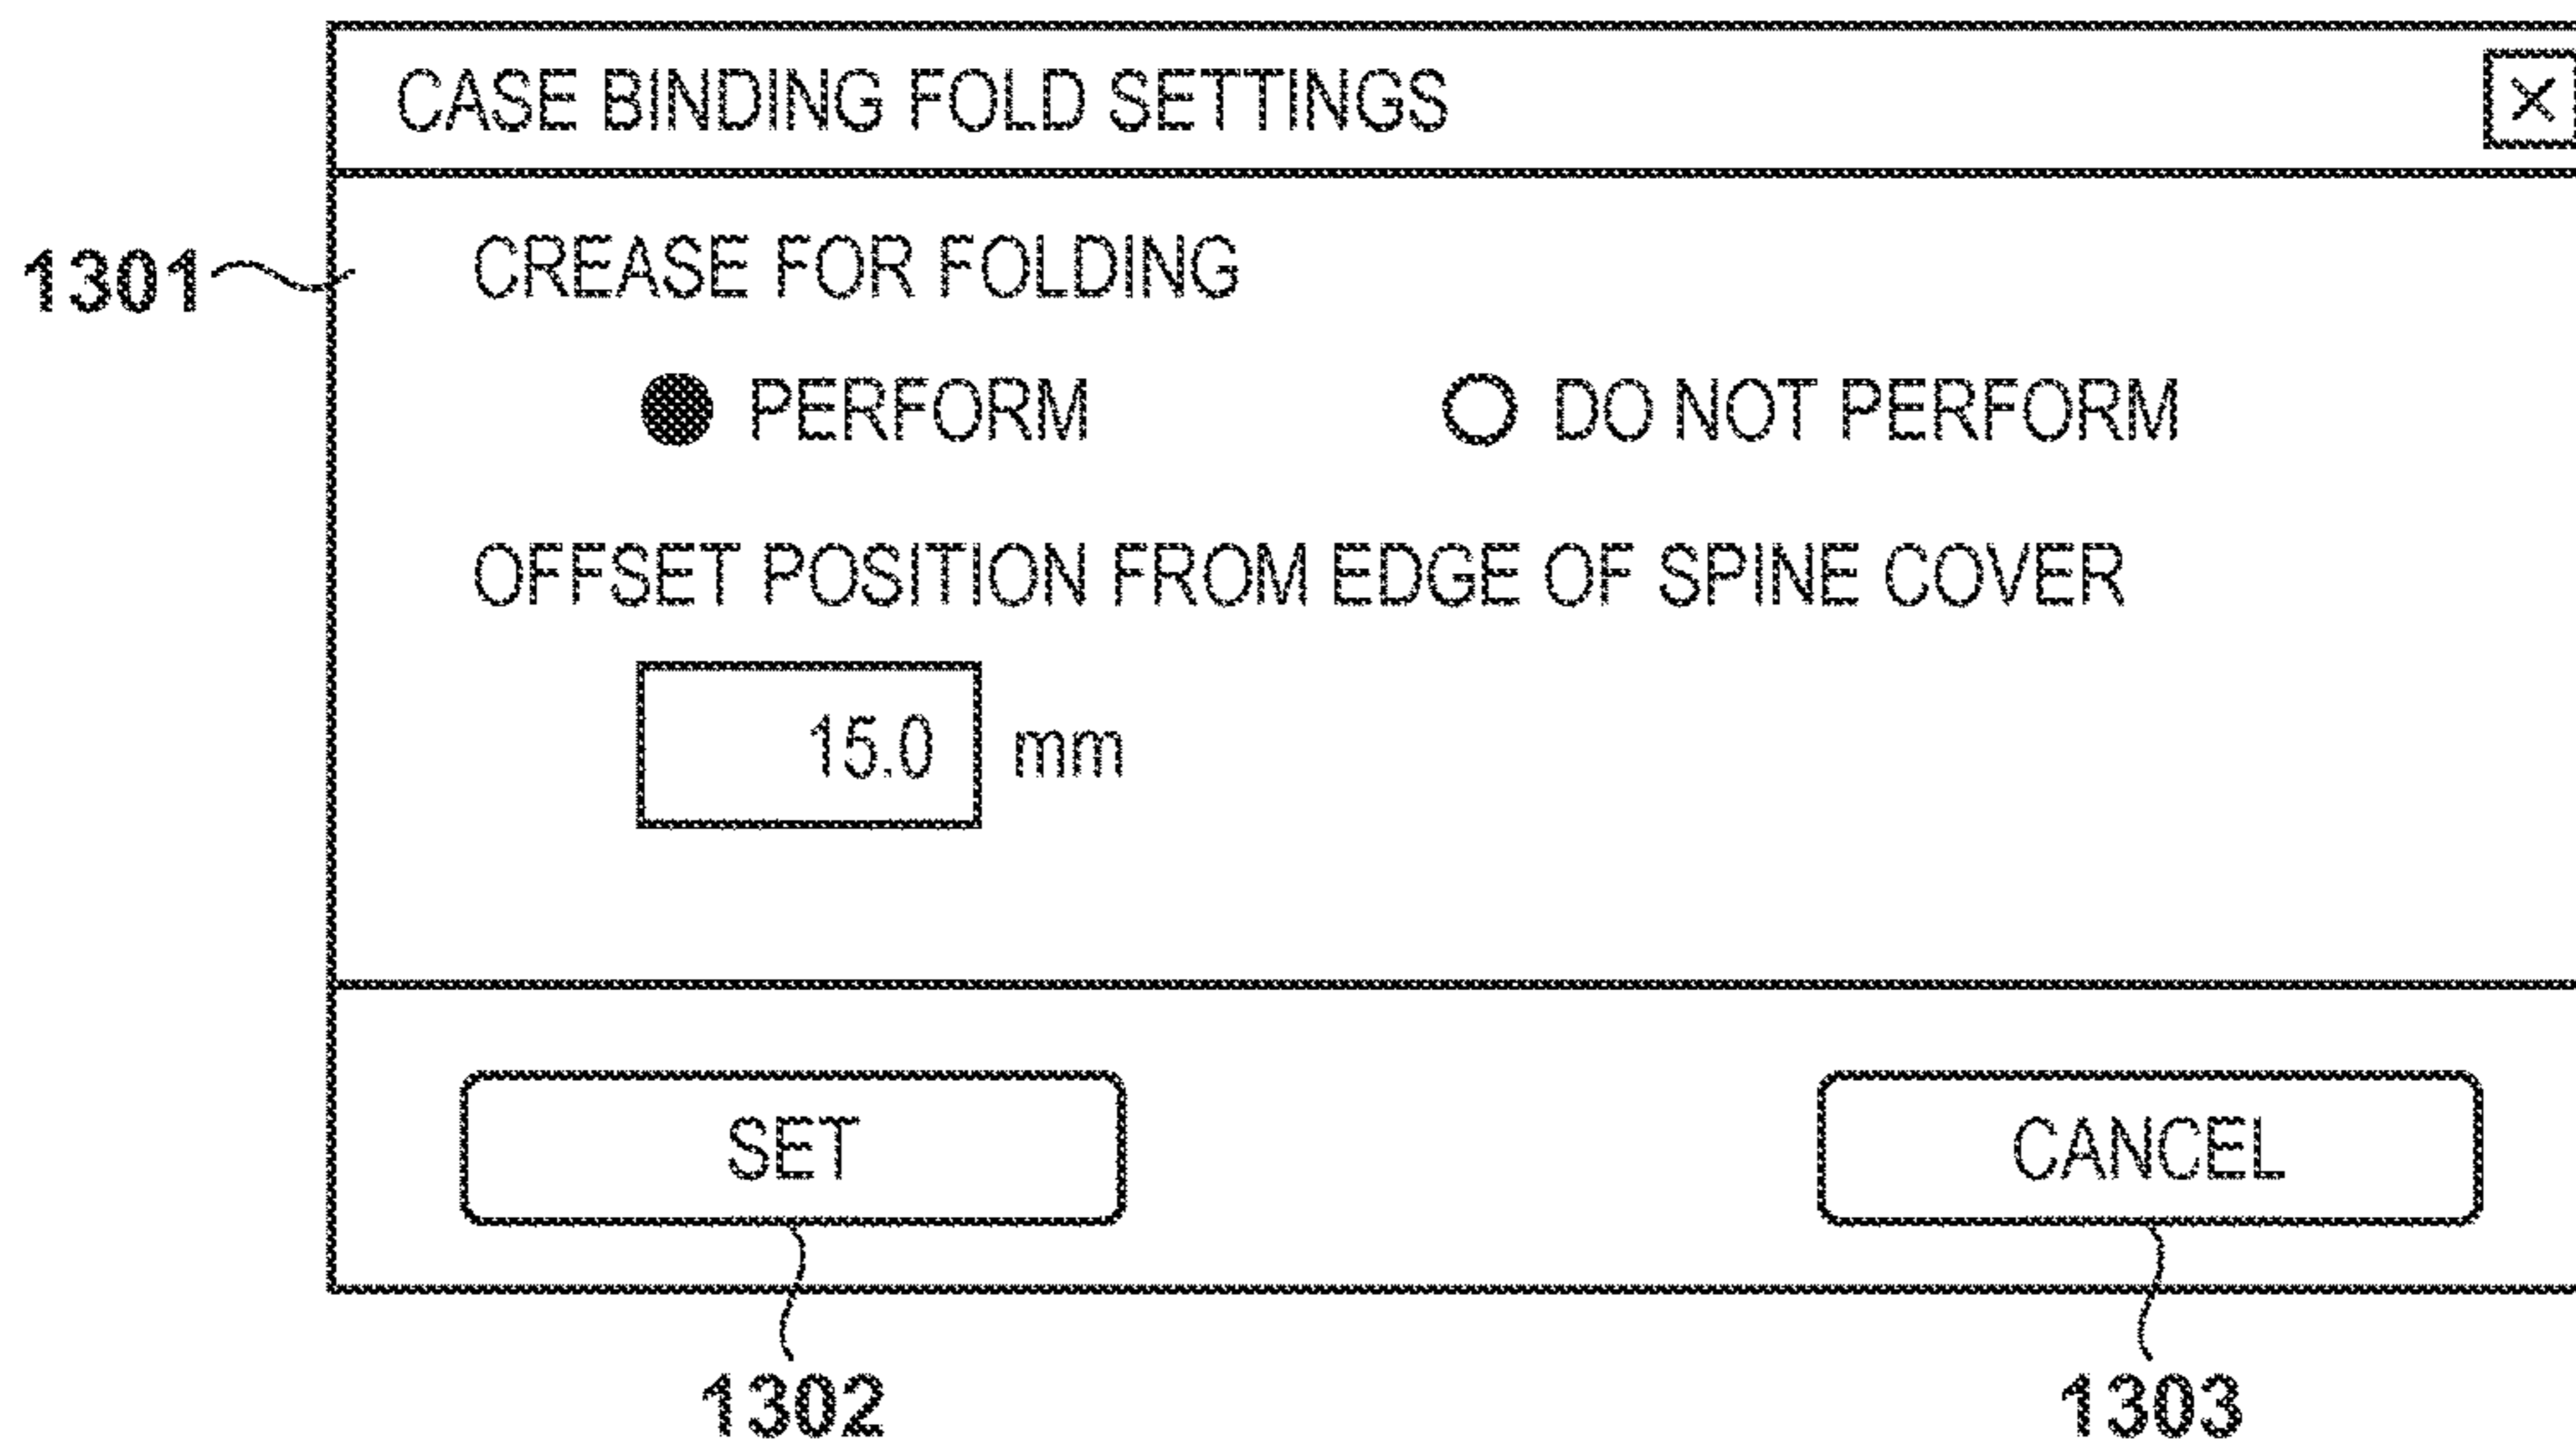 CASE BINDING FOLD SETTINGS X
1301 CREASE FOR FOLDING
PERFORM DO NOT PERFORM
OFFSET POSITION FROM EDGE OF SPINE COVER
15.0 mm
SET CANCEL
1302 1303